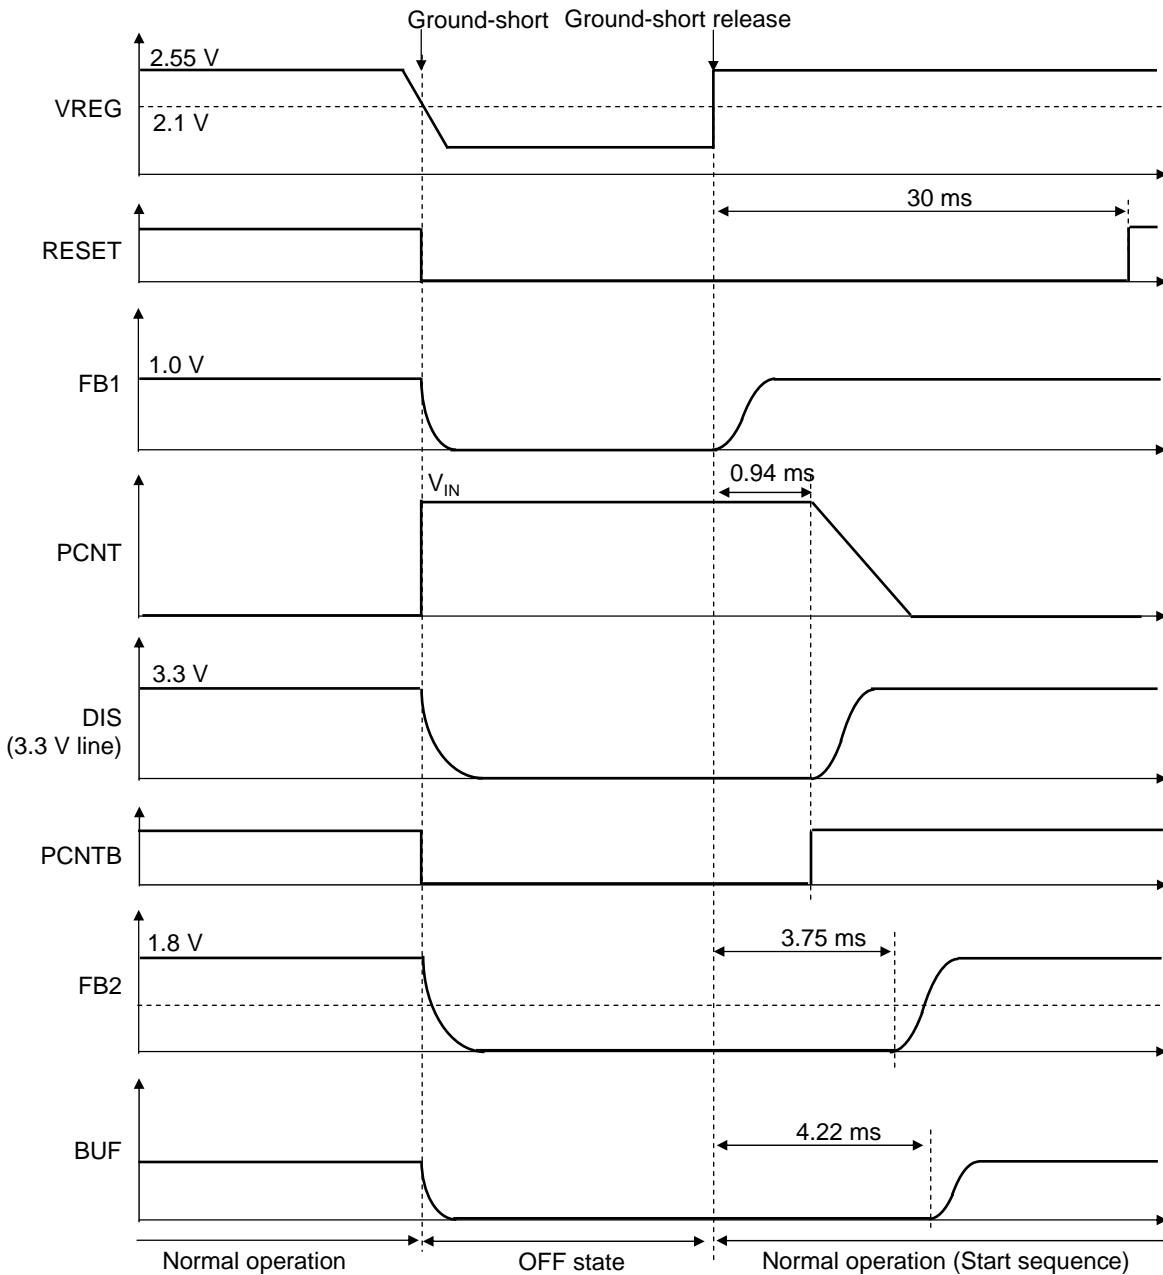 Ground-short Ground-short release
2.55 V
VREG
2.1 V
30 ms
RESET
1.0 V
FB1
0.94 ms
VIN
PCNT
3.3 V
DIS
(3.3 V line)
PCNTB
3.75 ms
1.8 V
FB2
4.22 ms
BUF
Normal operation OFF state Normal operation (Start sequence)